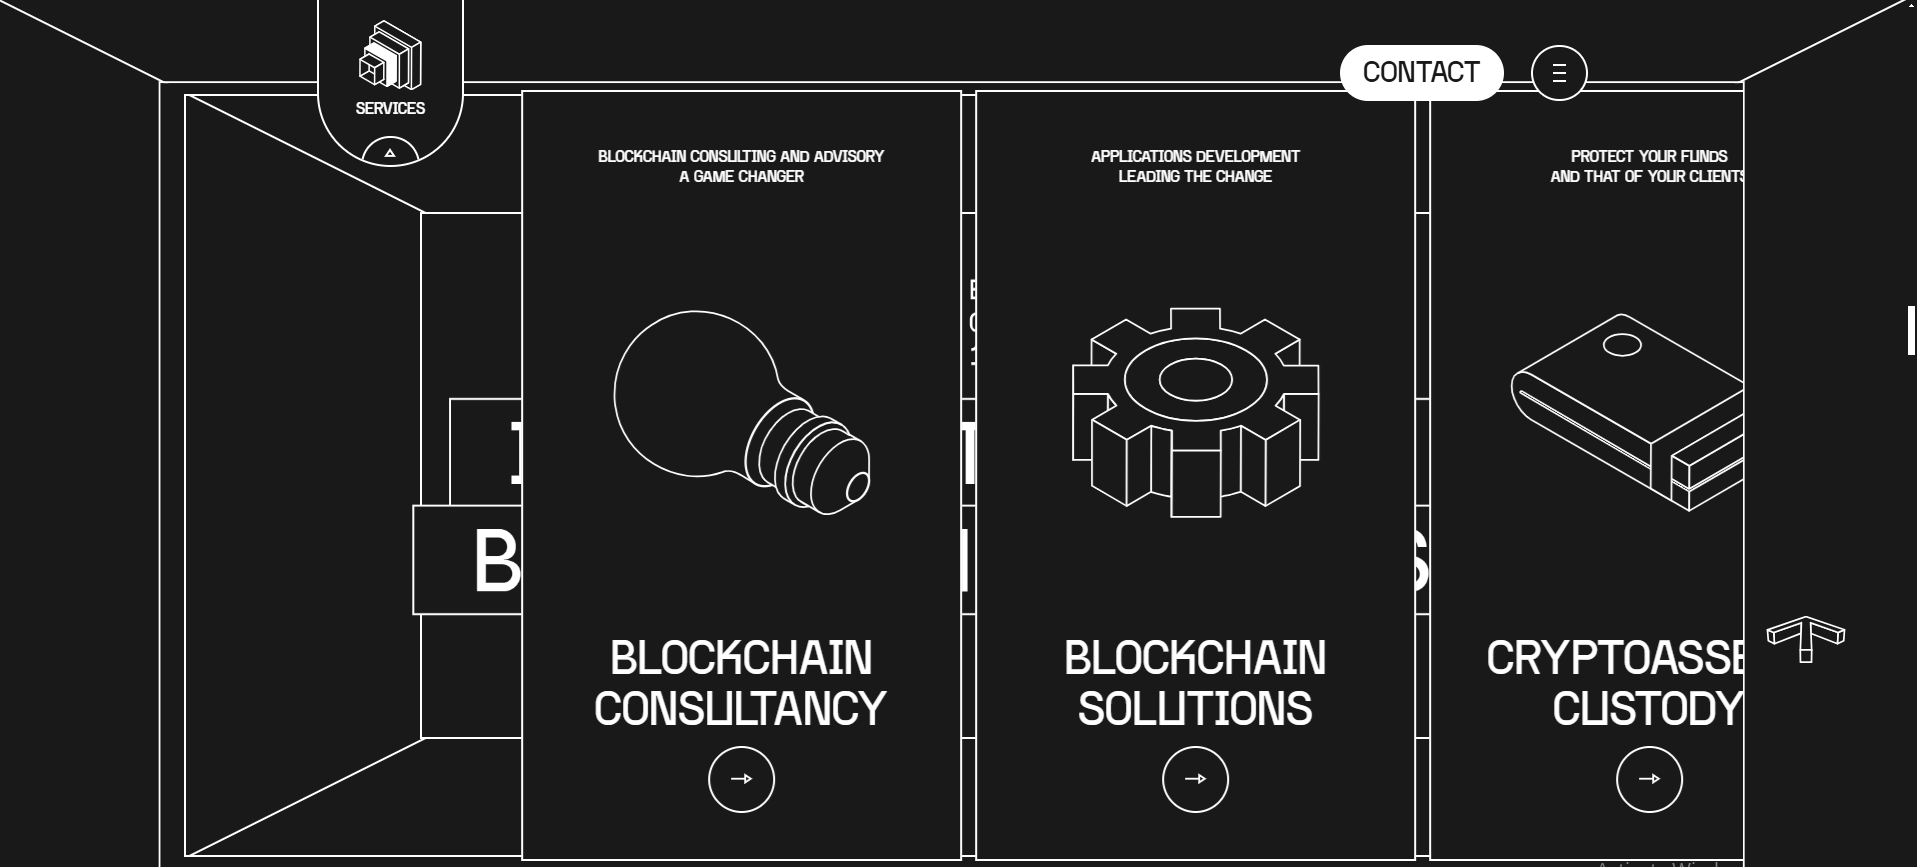 SERVICES
CONTACT
BLOCKCHAIN CONSULTING AND ADVISORY
A GAME CHANGER
APPLICATIONS DEVELOPMENT
LEADING THE CHANGE
PROTECT YOUR FUNDS
AND THAT OF YOUR CLIENTS
B
BLOCKCHAIN
CONSULTANCY
BLOCKCHAIN
SOLUTIONS
CRYPTOASSE
CUSTODY